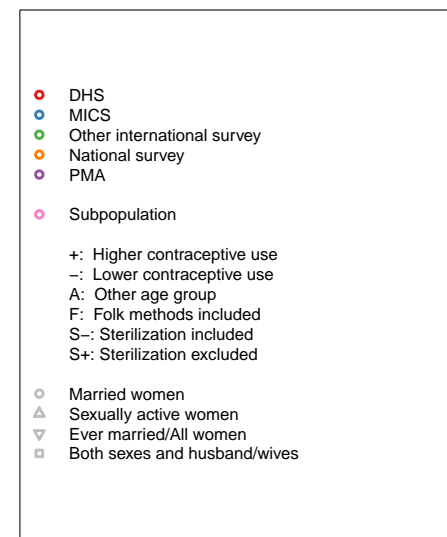 DHS
MICS
Other international survey
National survey
PMA
Subpopulation
+: Higher contraceptive use
−: Lower contraceptive use
A: Other age group
F: Folk methods included
S−: Sterilization included
S+: Sterilization excluded
Married women
Sexually active women
Ever married/All women
Both sexes and husband/wives